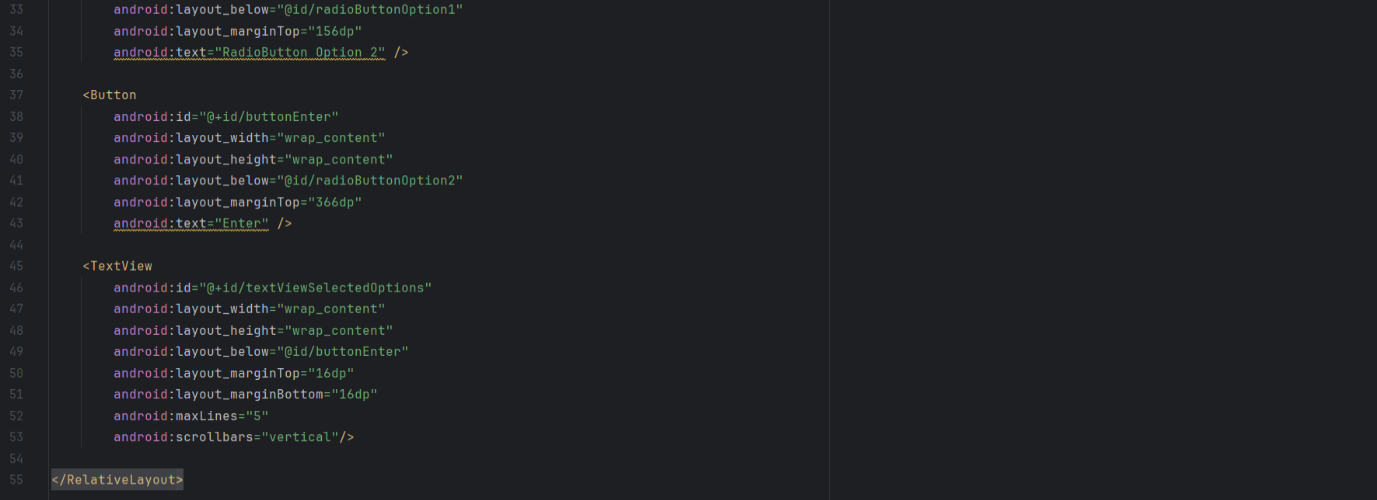 33 android:layout_below="@id/radioButtonOption1"
34 android:layout_marginTop="156dp"
35 android:text="RadioButton Option 2" />
36
37 <Button
38 android:id="@+id/buttonEnter"
39 android:layout_width="wrap_content"
40 android:layout_height="wrap_content"
41 android:layout_below="@id/radioButtonOption2"
42 android:layout_marginTop="366dp"
43 android:text="Enter" />
44
45 <TextView
46 android:id="@+id/textViewSelectedOptions"
47 android:layout_width="wrap_content"
48 android:layout_height="wrap_content"
49 android:layout_below="@id/buttonEnter"
50 android:layout_marginTop="16dp"
51 android:layout_marginBottom="16dp"
52 android:maxLines="5"
53 android:scrollbars="vertical"/>
54
55 </RelativeLayout>